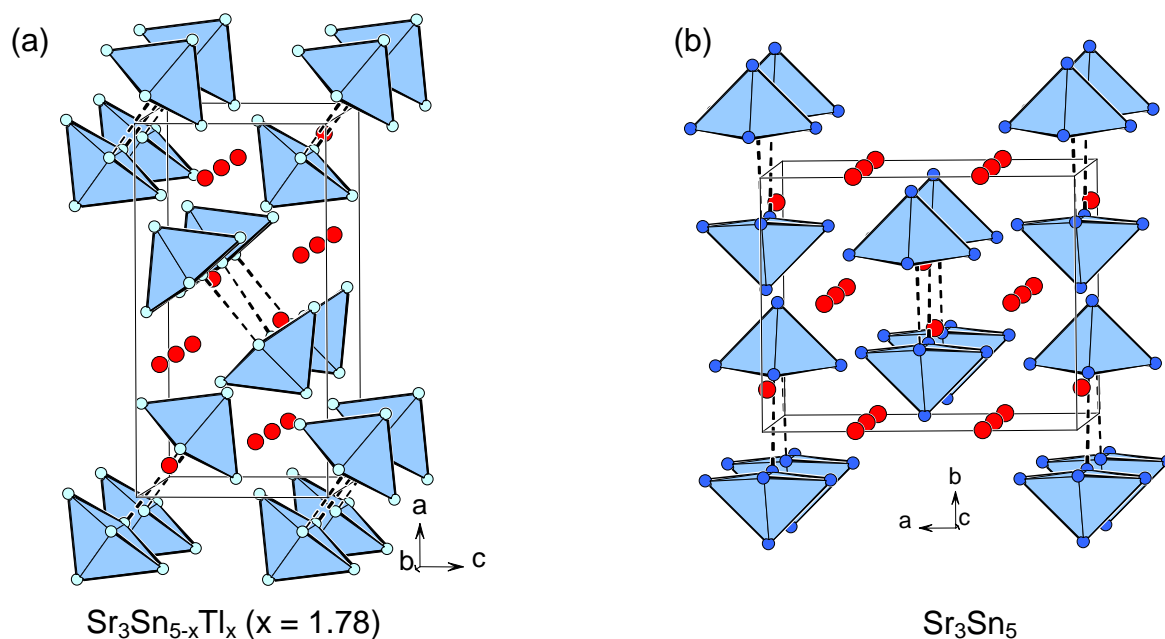 (a)
(b)
a
b
c
b
a
c
Sr₃Sn₅₋ₓTlₓ (x = 1.78)
Sr₃Sn₅